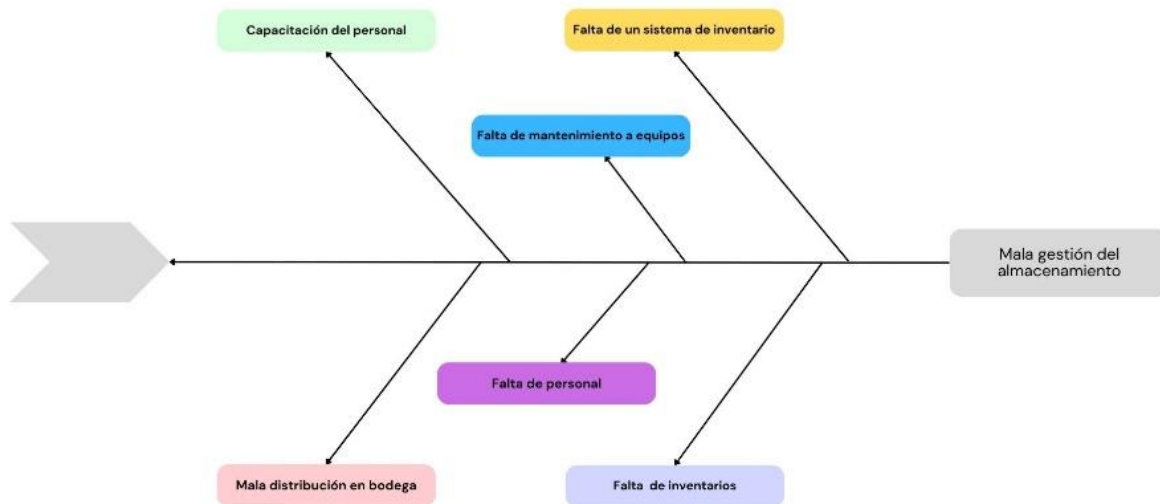 Capacitación del personal
Falta de un sistema de inventario
Falta de mantenimiento a equipos
Mala gestión del
almacenamiento
Falta de personal
Mala distribución en bodega
Falta de inventarios